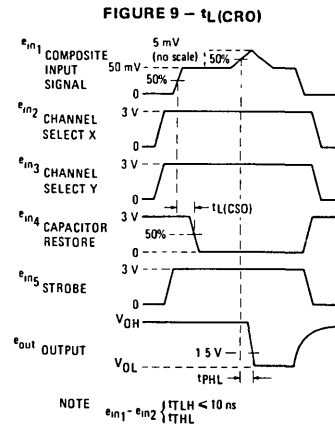 FIGURE 9 – tL(CRO)
ein1 COMPOSITE INPUT SIGNAL
5 mV (no scale)
50%
50 mV
50%
0
ein2 CHANNEL SELECT X
3 V
0
ein3 CHANNEL SELECT Y
3 V
0
tL(CSO)
ein4 CAPACITOR RESTORE
3 V
50%
0
ein5 STROBE
3 V
0
eout OUTPUT
VOH
1 5 V
VOL
tPHL
NOTE ein1 - ein2 { tTLH ≤ 10 ns
tTHL